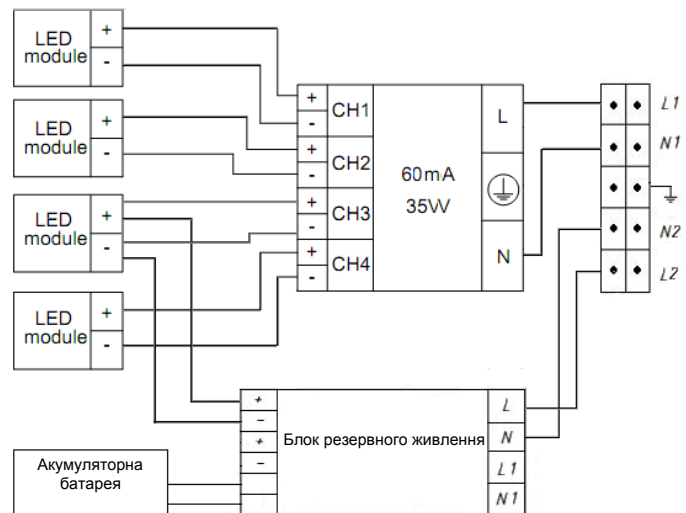 LED
module
+
-
LED
module
+
-
LED
module
+
-
LED
module
+
-
+
-
CH1
+
-
CH2
+
-
CH3
+
-
CH4
60mA
35W
L
N
L1
N1
N2
L2
+
-
+
-
Блок резервного живлення
L
N
L1
N1
Акумуляторна
батарея